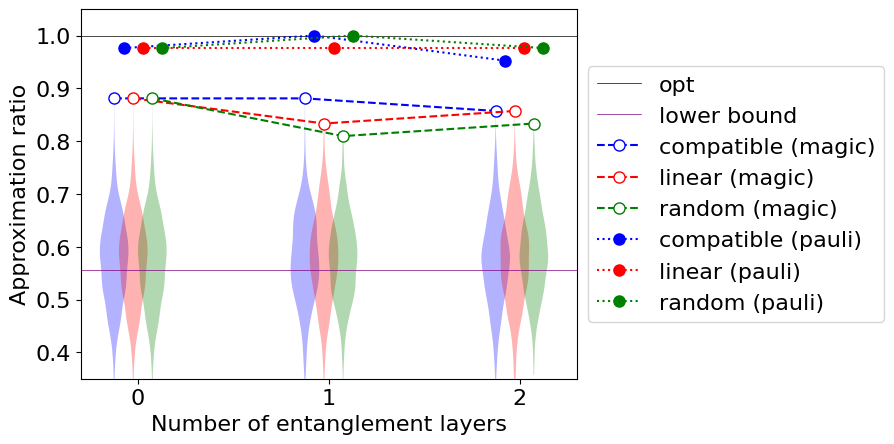 1.0
0.9
0.8
0.7
0.6
0.5
0.4
Approximation ratio
0 1 2
Number of entanglement layers
opt
lower bound
compatible (magic)
linear (magic)
random (magic)
compatible (pauli)
linear (pauli)
random (pauli)